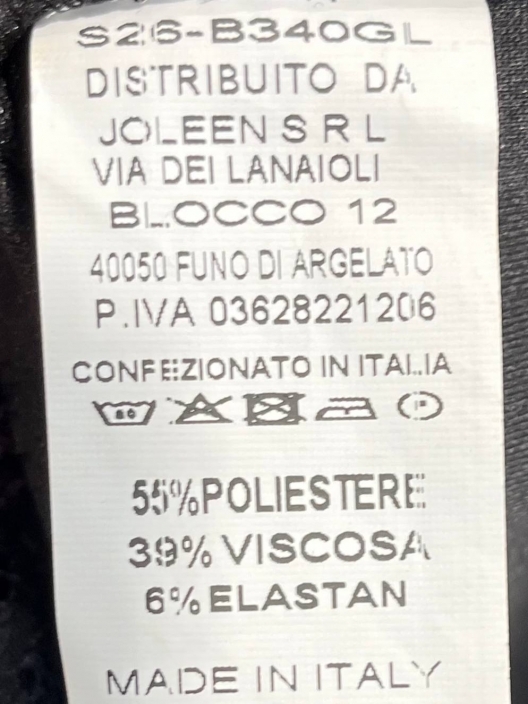 S26-B340GL
DISTRIBUITO DA
JOLEEN S R L
VIA DEI LANAIOLI
BLOCCO 12
40050 FUNO DI ARGELATO
P.IVA 03628221206
CONFEZIONATO IN ITALIA
55%POLIESTERE
39% VISCOSA
6% ELASTAN
MADE IN ITALY